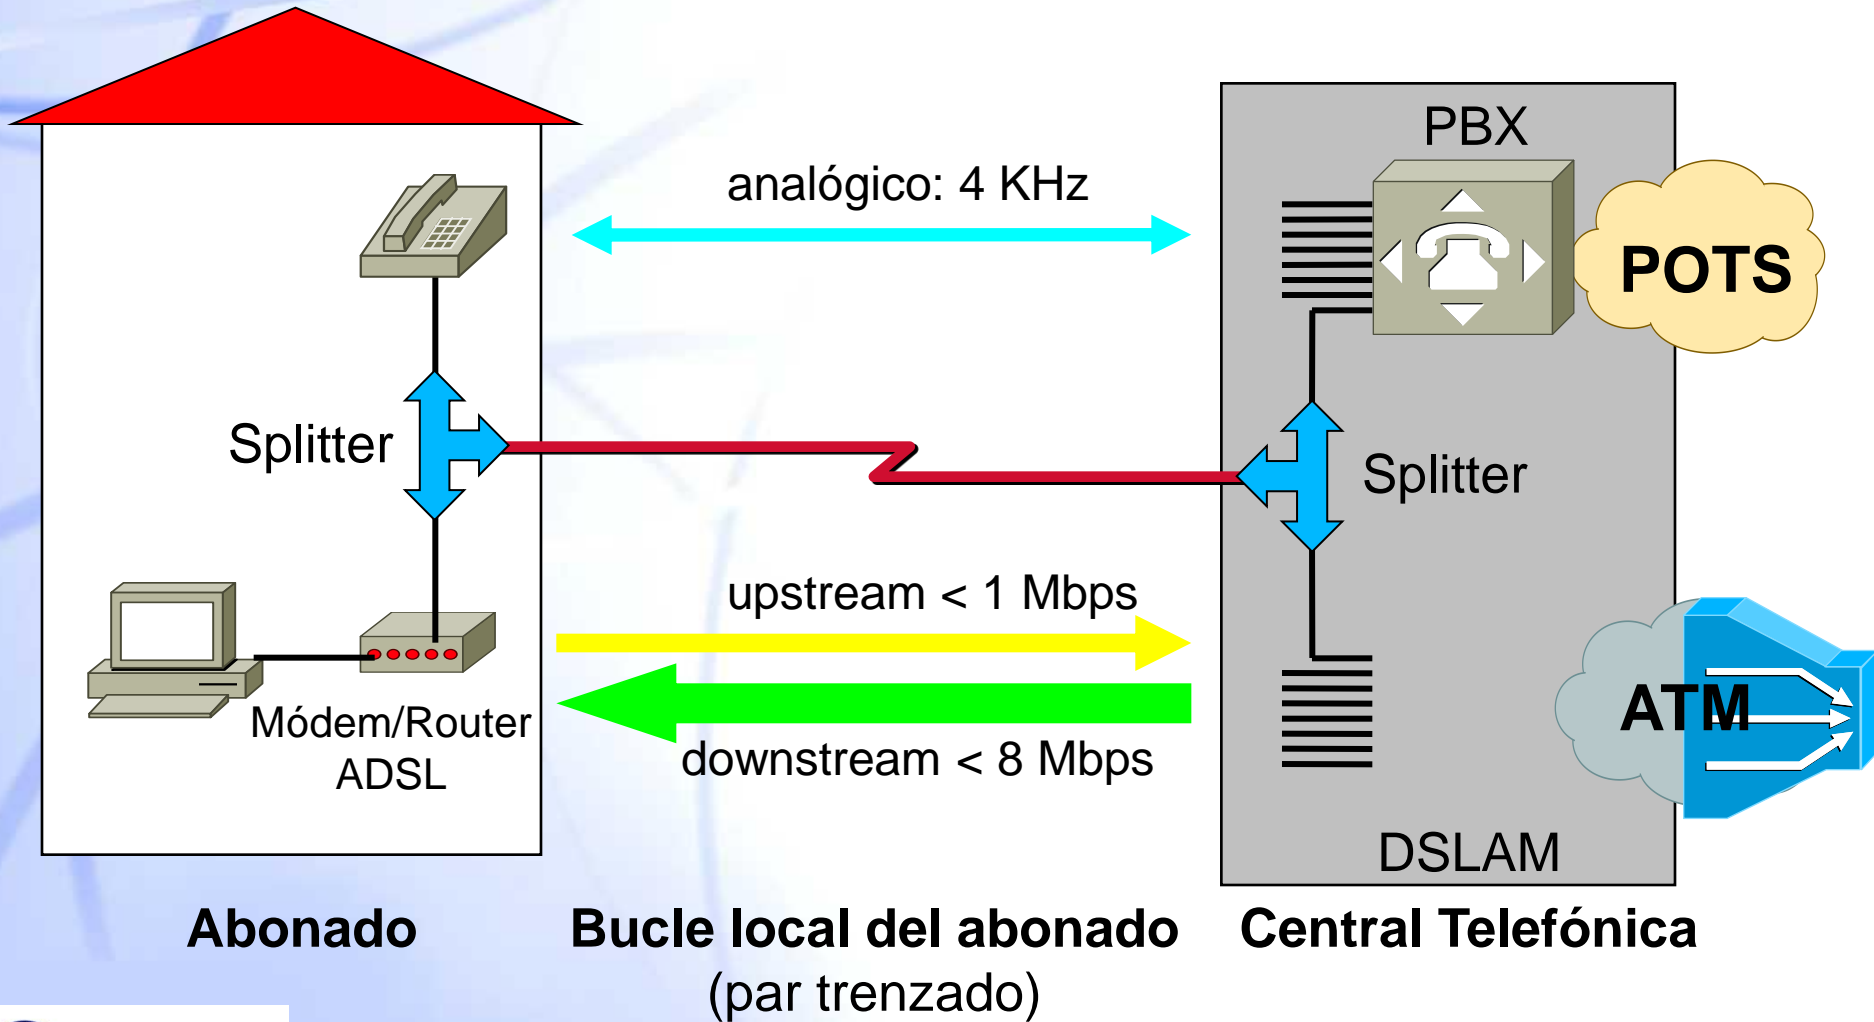 PBX
analógico: 4 KHz
POTS
Splitter
Splitter
upstream < 1 Mbps
ATM
Módem/Router
ADSL
downstream < 8 Mbps
DSLAM
Abonado
Bucle local del abonado
(par trenzado)
Central Telefónica